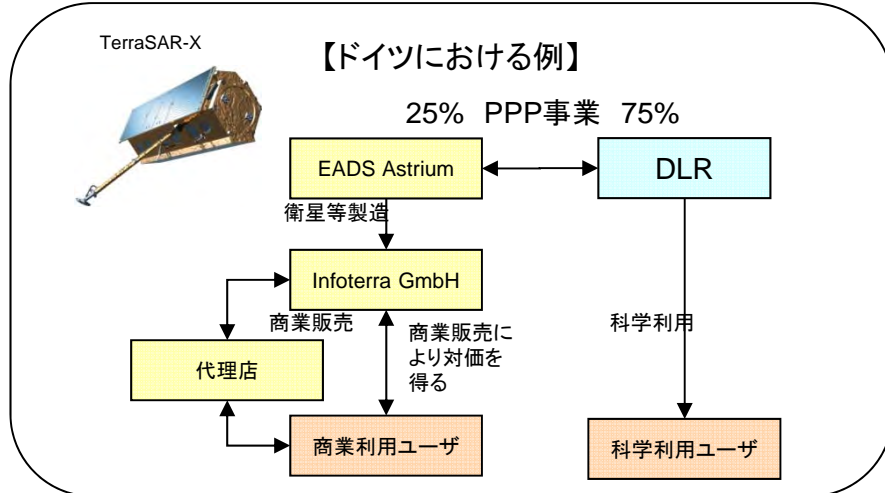 TerraSAR-X
【ドイツにおける例】
25% PPP事業 75%
EADS Astrium
DLR
衛星等製造
Infoterra GmbH
商業販売
商業販売に
より対価を
得る
科学利用
代理店
商業利用ユーザ
科学利用ユーザ